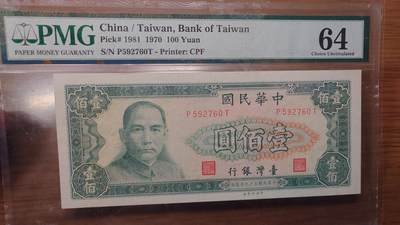 PMG
PAPER MONEY GUARANTY
China / Taiwan, Bank of Taiwan
Pick# 1981 1970 100 Yuan
S/N P592760T - Printer: CPF
64
Choice Uncirculated
國民華中
佰壹
壹佰
P 592760 T
P 592760 T
圓佰壹
行銀灣臺
壹佰
佰壹